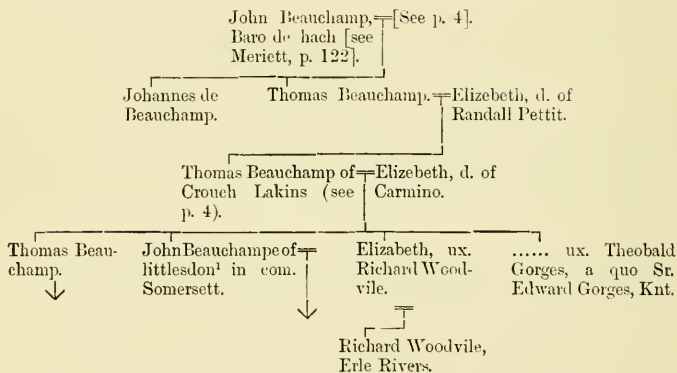 John Beauchamp, [See p. 4].
Baro de hach [see
Meriett, p. 122].
Johannes de
Beauchamp.
Thomas Beauchamp. Elizebeth, d. of
Randall Pettit.
Thomas Beauchamp of Elizebeth, d. of
Crouch Lakins (see Carmino.
p. 4).
Thomas Beau-
champ.
John Beauchampe of
littlesdon¹ in com.
Somersett.
Elizabeth, ux.
Richard Wood-
vile.
...... ux. Theobald
Gorges, a quo Sr.
Edward Gorges, Knt.
Richard Woodvile,
Erle Rivers.